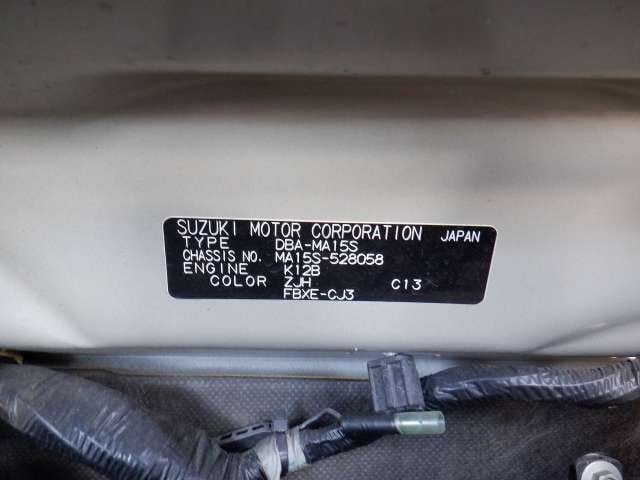 SUZUKI MOTOR CORPORATION JAPAN
TYPE DBA-MA15S
CHASSIS NO. MA15S-528058
ENGINE K12B
COLOR ZJH C13
FBXE-CJ3